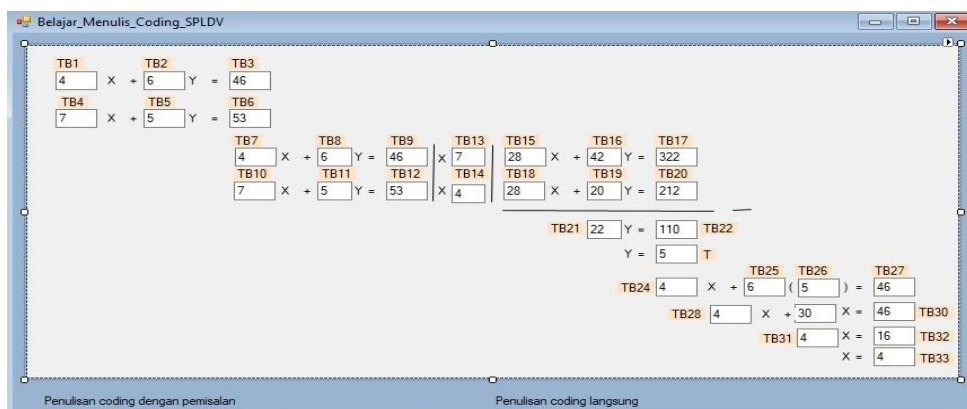 Belajar_Menulis_Coding_SPLDV
TB1 TB2 TB3
4 X + 6 Y = 46
TB4 TB5 TB6
7 X + 5 Y = 53
TB7 TB8 TB9 TB13 TB15 TB16 TB17
4 X + 6 Y = 46 X 7 28 X + 42 Y = 322
TB10 TB11 TB12 TB14 TB18 TB19 TB20
7 X + 5 Y = 53 X 4 28 X + 20 Y = 212
TB21 22 Y = 110 TB22
Y = 5 T
TB25 TB26 TB27
TB24 4 X + 6 ( 5 ) = 46
TB28 4 X + 30 X = 46 TB30
TB31 4 X = 16 TB32
X = 4 TB33
Penulisan coding dengan pemisalan Penulisan coding langsung